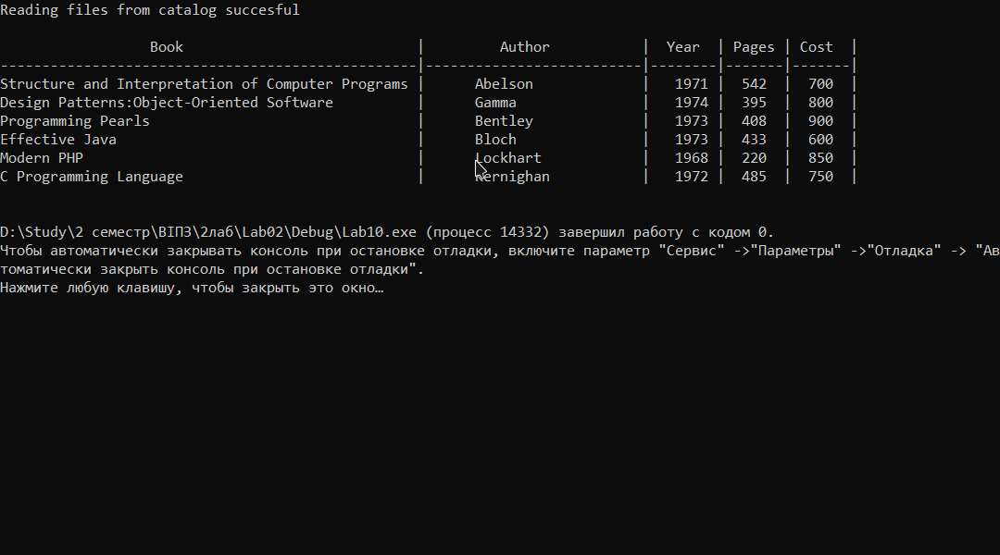 Reading files from catalog succesful
Book | Author | Year | Pages | Cost |
--------------------------------------------------|--------------------------|--------|-------|-------|
Structure and Interpretation of Computer Programs | Abelson | 1971 | 542 | 700 |
Design Patterns:Object-Oriented Software | Gamma | 1974 | 395 | 800 |
Programming Pearls | Bentley | 1973 | 408 | 900 |
Effective Java | Bloch | 1973 | 433 | 600 |
Modern PHP | Lockhart | 1968 | 220 | 850 |
C Programming Language | Kernighan | 1972 | 485 | 750 |
D:\Study\2 семестр\ВІПЗ\2лаб\Lab02\Debug\Lab10.exe (процесс 14332) завершил работу с кодом 0.
Чтобы автоматически закрывать консоль при остановке отладки, включите параметр "Сервис" ->"Параметры" ->"Отладка" -> "Ав
томатически закрыть консоль при остановке отладки".
Нажмите любую клавишу, чтобы закрыть это окно…